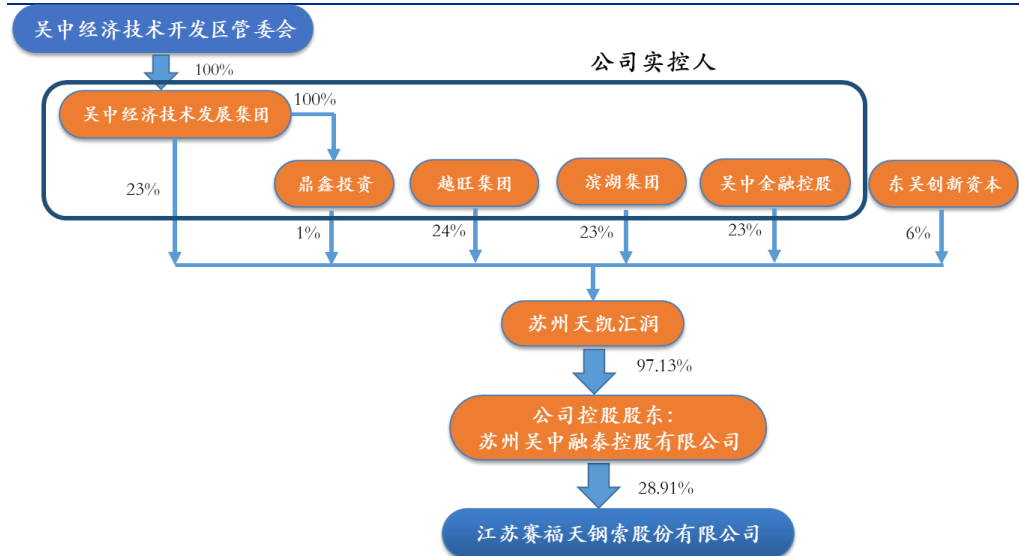 吴中经济技术开发区管委会
100%
公司实控人
吴中经济技术发展集团
100%
23%
鼎鑫投资
越旺集团
滨湖集团
吴中金融控股
东吴创新资本
1%
24%
23%
23%
6%
苏州天凯汇润
97.13%
公司控股股东:
苏州吴中融泰控股有限公司
28.91%
江苏赛福天钢索股份有限公司